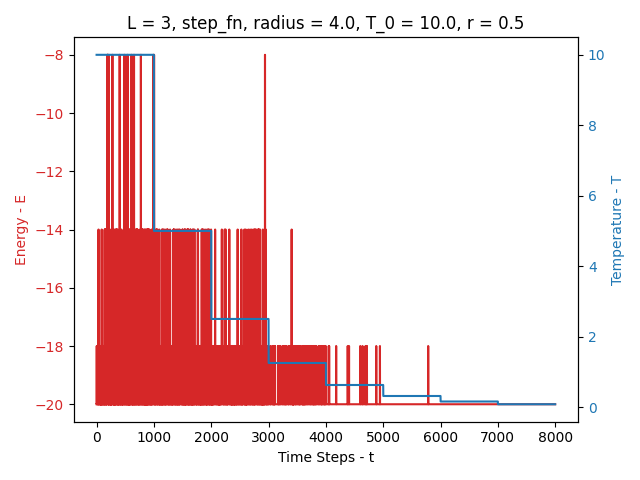 L = 3, step_fn, radius = 4.0, T_0 = 10.0, r = 0.5
−8
−10
−12
−14
−16
−18
−20
Energy - E
10
8
6
4
2
0
Temperature - T
0 1000 2000 3000 4000 5000 6000 7000 8000
Time Steps - t